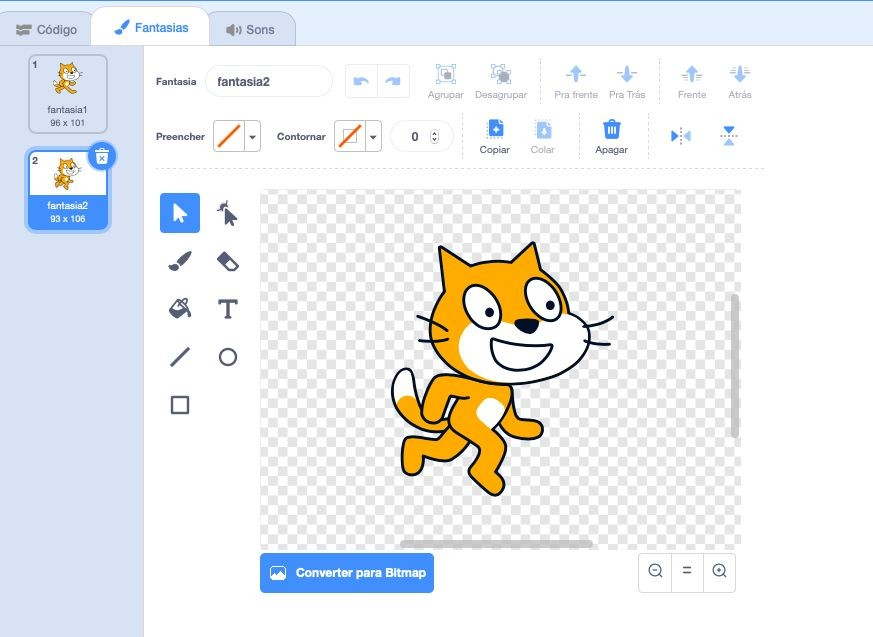 Código
Fantasias
Sons
1
fantasia1
96 x 101
2
fantasia2
93 x 106
Fantasia
fantasia2
Agrupar
Desagrupar
Pra frente
Pra Trás
Frente
Atrás
Preencher
Contornar
0
Copiar
Colar
Apagar
T
Converter para Bitmap
=